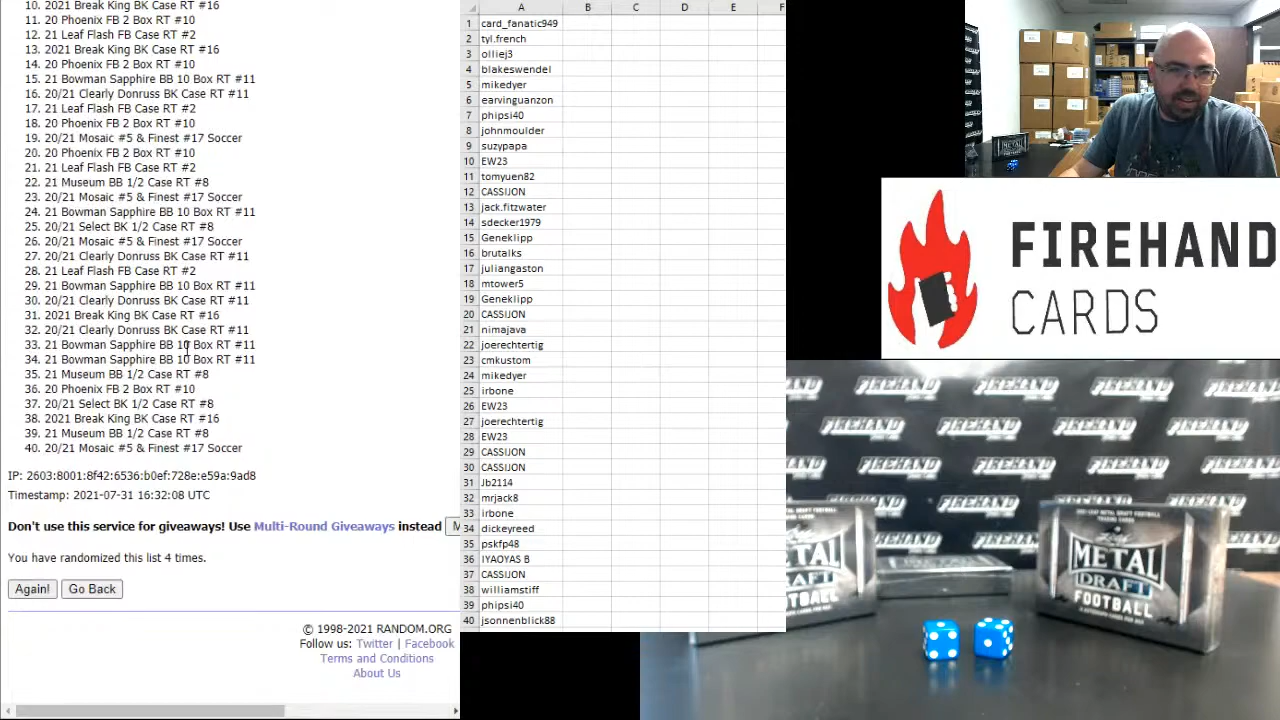 10. 2021 Break King BK Case RT #16
11. 20 Phoenix FB 2 Box RT #10
12. 21 Leaf Flash FB Case RT #2
13. 2021 Break King BK Case RT #16
14. 20 Phoenix FB 2 Box RT #10
15. 21 Bowman Sapphire BB 10 Box RT #11
16. 20/21 Clearly Donruss BK Case RT #11
17. 21 Leaf Flash FB Case RT #2
18. 20 Phoenix FB 2 Box RT #10
19. 20/21 Mosaic #5 & Finest #17 Soccer
20. 20 Phoenix FB 2 Box RT #10
21. 21 Leaf Flash FB Case RT #2
22. 21 Museum BB 1/2 Case RT #8
23. 20/21 Mosaic #5 & Finest #17 Soccer
24. 21 Bowman Sapphire BB 10 Box RT #11
25. 20/21 Select BK 1/2 Case RT #8
26. 20/21 Mosaic #5 & Finest #17 Soccer
27. 20/21 Clearly Donruss BK Case RT #11
28. 21 Leaf Flash FB Case RT #2
29. 21 Bowman Sapphire BB 10 Box RT #11
30. 20/21 Clearly Donruss BK Case RT #11
31. 2021 Break King BK Case RT #16
32. 20/21 Clearly Donruss BK Case RT #11
33. 21 Bowman Sapphire BB 10 Box RT #11
34. 21 Bowman Sapphire BB 10 Box RT #11
35. 21 Museum BB 1/2 Case RT #8
36. 20 Phoenix FB 2 Box RT #10
37. 20/21 Select BK 1/2 Case RT #8
38. 2021 Break King BK Case RT #16
39. 21 Museum BB 1/2 Case RT #8
40. 20/21 Mosaic #5 & Finest #17 Soccer
IP: 2603:8001:8f42:6536:b0ef:728e:e59a:9ad8
Timestamp: 2021-07-31 16:32:08 UTC
Don't use this service for giveaways! Use Multi-Round Giveaways instead M
You have randomized this list 4 times.
Again! Go Back
© 1998-2021 RANDOM.ORG
Follow us: Twitter | Facebook
Terms and Conditions
About Us
A B C D E F
1 card_fanatic949
2 tyl.french
3 olliej3
4 blakeswendel
5 mikedyer
6 earvinguanzon
7 phipsi40
8 johnmoulder
9 suzypapa
10 EW23
11 tomyuen82
12 CASSIJON
13 jack.fitzwater
14 sdecker1979
15 Geneklipp
16 brutalks
17 juliangaston
18 mtower5
19 Geneklipp
20 CASSIJON
21 nimajava
22 joerechtertig
23 cmkustom
24 mikedyer
25 irbone
26 EW23
27 joerechtertig
28 EW23
29 CASSIJON
30 CASSIJON
31 Jb2114
32 mrjack8
33 irbone
34 dickeyreed
35 pskfp48
36 IYAOYAS B
37 CASSIJON
38 williamstiff
39 phipsi40
40 jsonnenblick88
FIREHAND
CARDS
FIREHAND
METAL
DRAFT
FOOTBALL
METAL
DRAFT
FOOTBALL